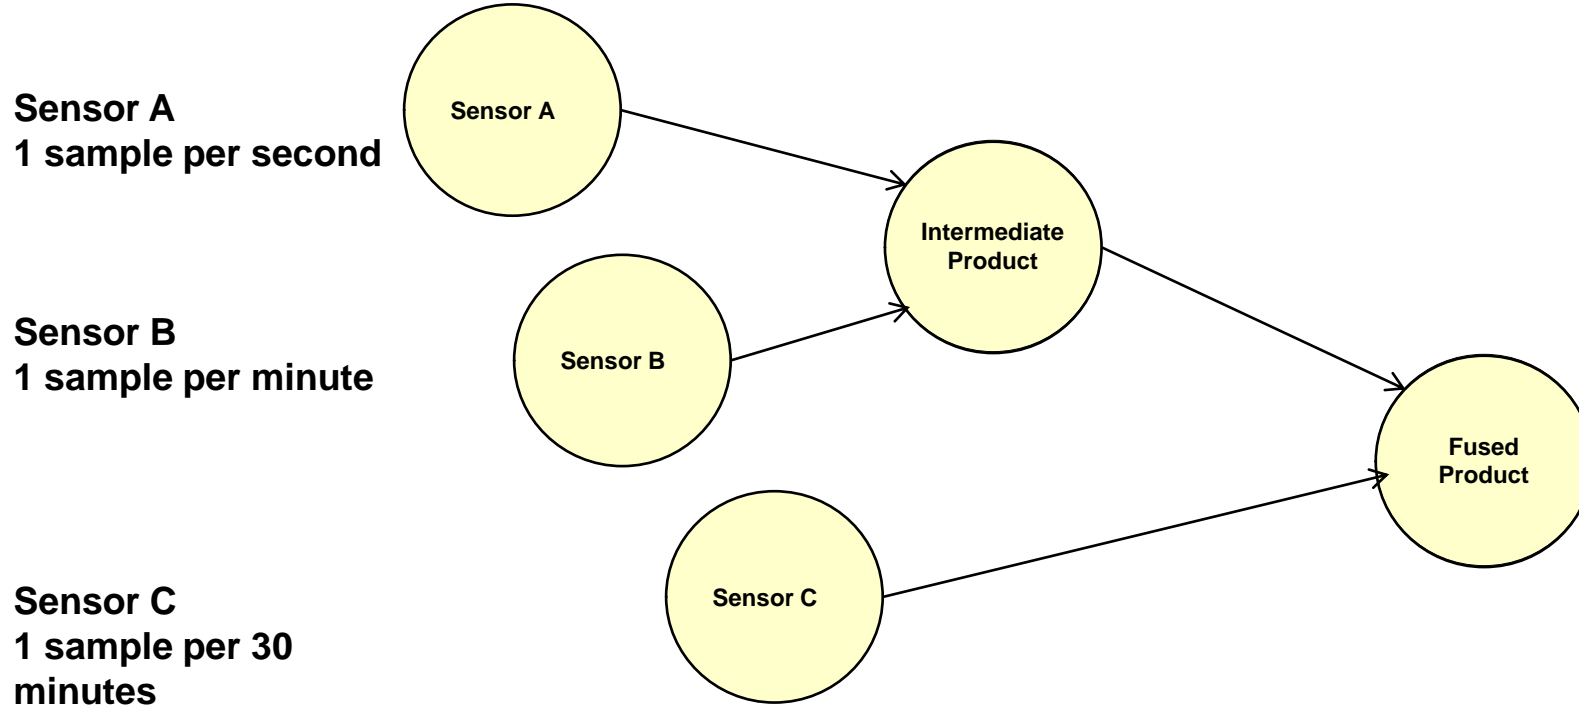 Sensor A
1 sample per second
Sensor A
Intermediate
Product
Sensor B
1 sample per minute
Sensor B
Fused
Product
Sensor C
1 sample per 30
minutes
Sensor C